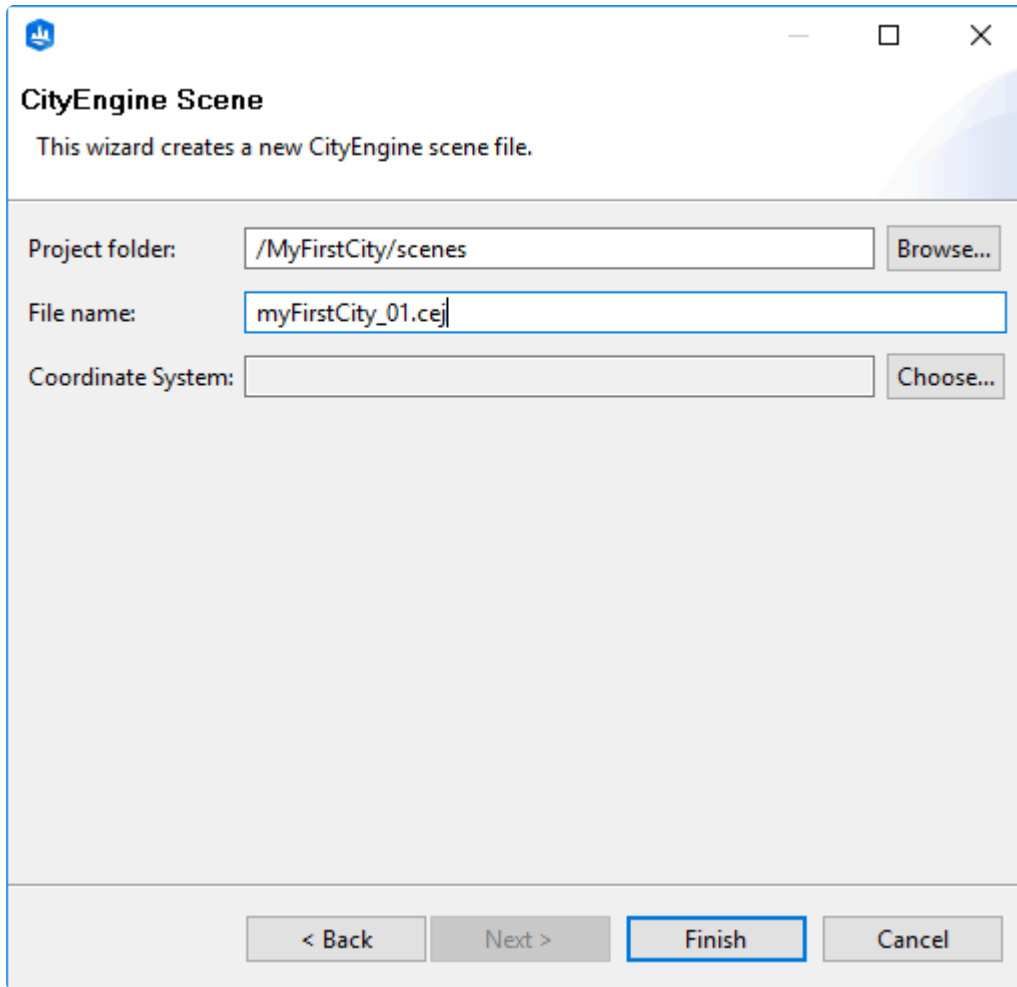 CityEngine Scene
This wizard creates a new CityEngine scene file.
Project folder: /MyFirstCity/scenes Browse...
File name: myFirstCity_01.cej
Coordinate System: Choose...
< Back Next > Finish Cancel